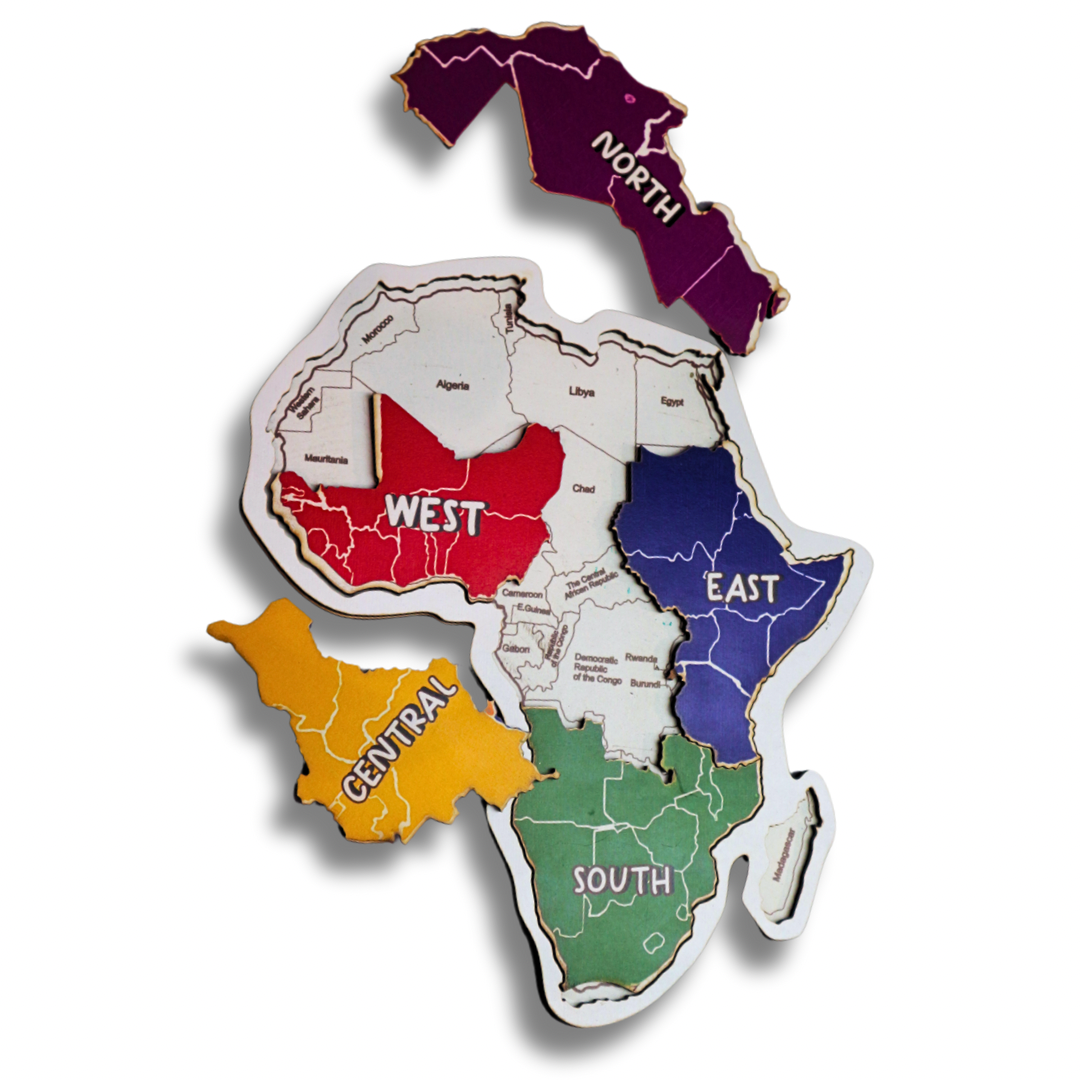 NORTH
Morocco
Tunisia
Algeria
Libya
Egypt
Western
Sahara
Mauritania
WEST
Chad
EAST
The Central
African Republic
Cameroon
E.Guinea
Gabon
Republic
of the Congo
Democratic
Republic
of the Congo
Rwanda
Burundi
CENTRAL
SOUTH
Madagascar